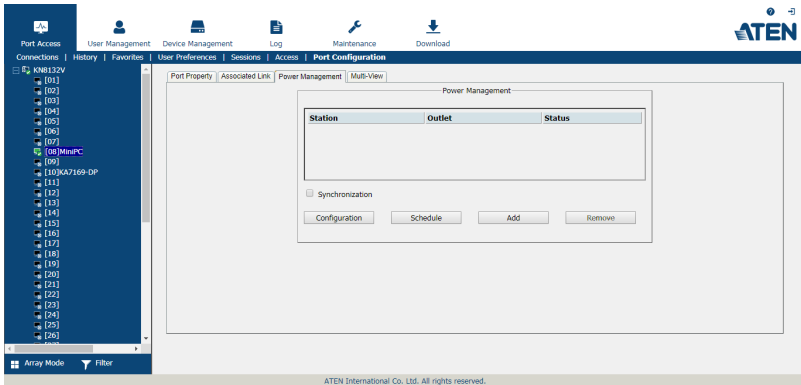 ATEN
Port Access User Management Device Management Log Maintenance Download
Connections | History | Favorites | User Preferences | Sessions | Access | Port Configuration
KN8132V
[01]
[02]
[03]
[04]
[05]
[06]
[07]
[08]MiniPC
[09]
[10]KA7169-DP
[11]
[12]
[13]
[14]
[15]
[16]
[17]
[18]
[19]
[20]
[21]
[22]
[23]
[24]
[25]
[26]
Array Mode Filter
Port Property Associated Link Power Management Multi-View
Power Management
Station Outlet Status
Synchronization
Configuration Schedule Add Remove
ATEN International Co. Ltd. All rights reserved.